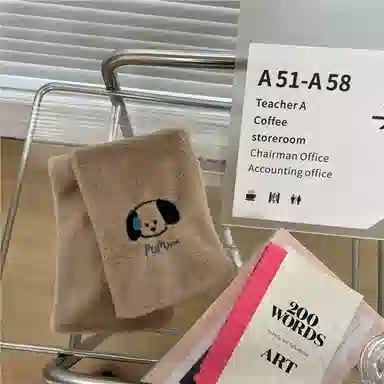 A51-A58
Teacher A
Coffee
storeroom
Chairman Office
Accounting office
200
WORDS
ART